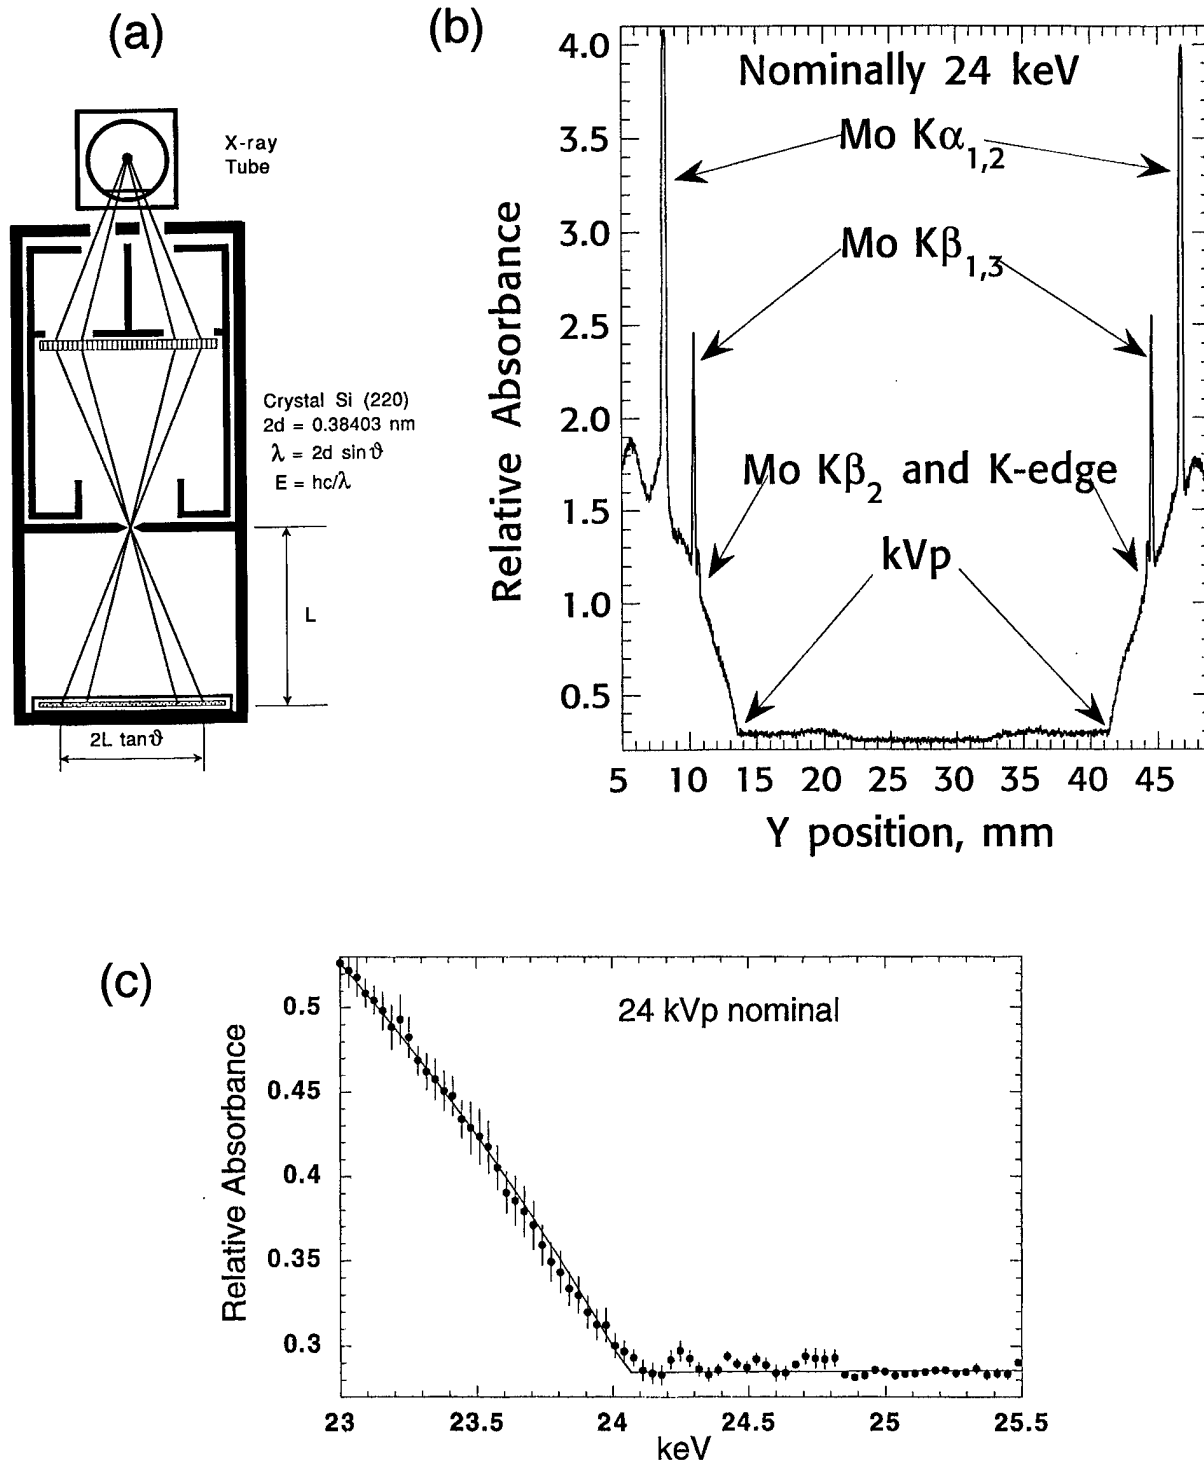 (a)
X-ray
Tube
Crystal Si (220)
2d = 0.38403 nm
λ = 2d sinϑ
E = hc/λ
L
2L tanϑ
(b)
Nominally 24 keV
Mo Kα1,2
Mo Kβ1,3
Mo Kβ2 and K-edge
kVp
Relative Absorbance
4.0
3.5
3.0
2.5
2.0
1.5
1.0
0.5
5 10 15 20 25 30 35 40 45
Y position, mm
(c)
24 kVp nominal
Relative Absorbance
0.5
0.45
0.4
0.35
0.3
23 23.5 24 24.5 25 25.5
keV